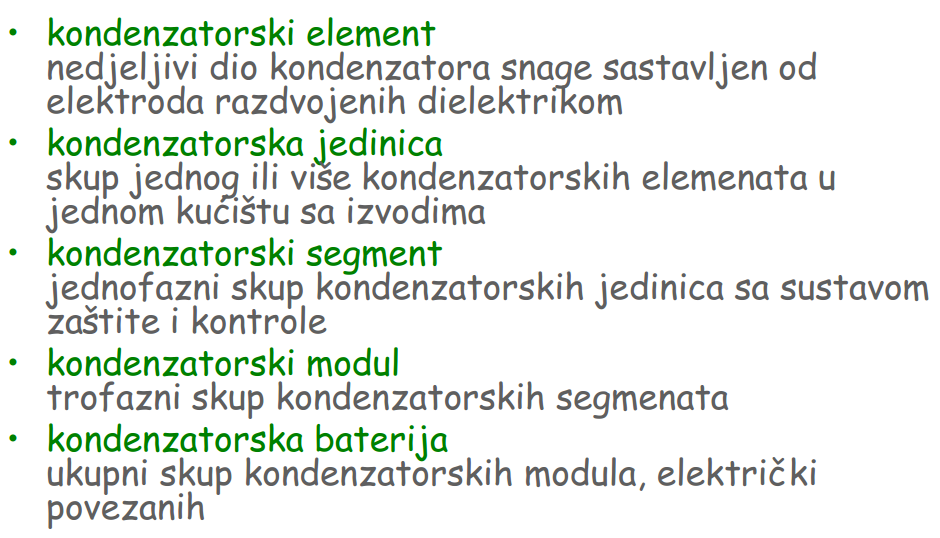 • kondenzatorski element
nedjeljivi dio kondenzatora snage sastavljen od
elektroda razdvojenih dielektrikom
• kondenzatorska jedinica
skup jednog ili više kondenzatorskih elemenata u
jednom kućištu sa izvodima
• kondenzatorski segment
jednofazni skup kondenzatorskih jedinica sa sustavom
zaštite i kontrole
• kondenzatorski modul
trofazni skup kondenzatorskih segmenata
• kondenzatorska baterija
ukupni skup kondenzatorskih modula, električki
povezanih